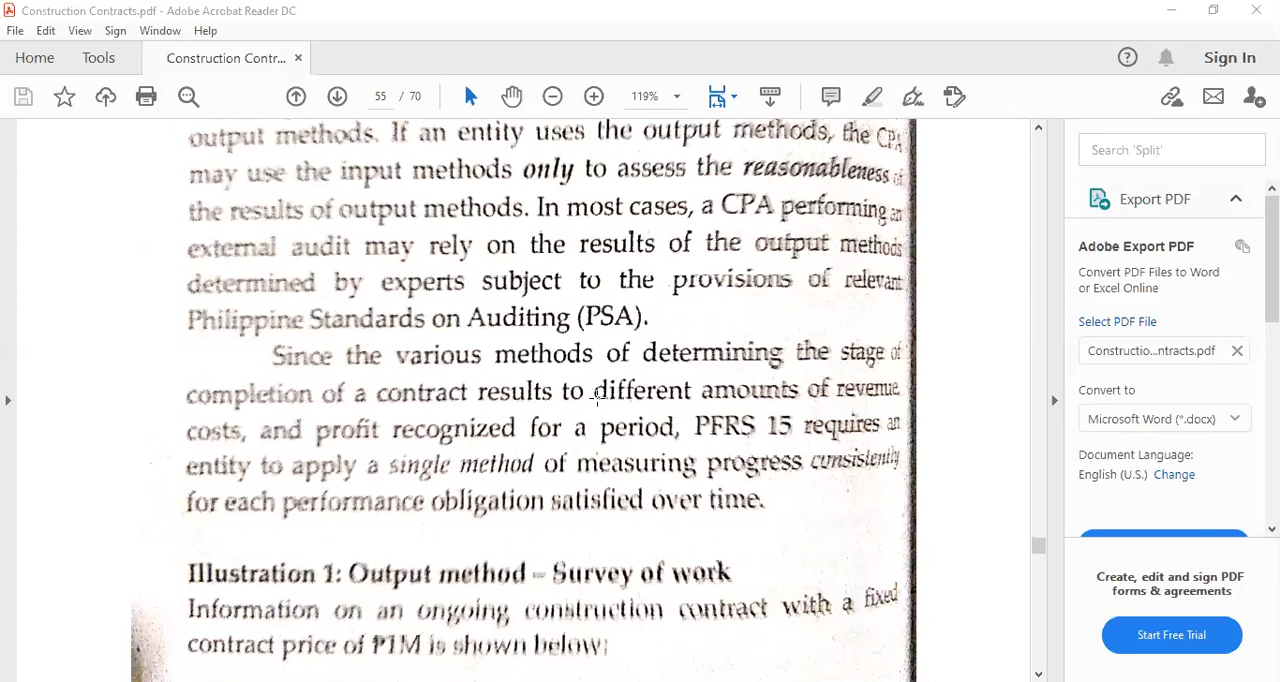 Construction Contracts.pdf - Adobe Acrobat Reader DC
File Edit View Sign Window Help
Home Tools Construction Contr... × Sign In
55 / 70 119%
output methods. If an entity uses the output methods, the CPA
may use the input methods only to assess the reasonableness of
the results of output methods. In most cases, a CPA performing an
external audit may rely on the results of the output methods
determined by experts subject to the provisions of relevant
Philippine Standards on Auditing (PSA).
Since the various methods of determining the stage of
completion of a contract results to different amounts of revenue,
costs, and profit recognized for a period, PFRS 15 requires an
entity to apply a single method of measuring progress consistently
for each performance obligation satisfied over time.
Illustration 1: Output method – Survey of work
Information on an ongoing construction contract with a fixed
contract price of ₱1M is shown below:
Search 'Split'
Export PDF
Adobe Export PDF
Convert PDF Files to Word
or Excel Online
Select PDF File
Constructio...ntracts.pdf
Convert to
Microsoft Word (*.docx)
Document Language:
English (U.S.) Change
Create, edit and sign PDF
forms & agreements
Start Free Trial